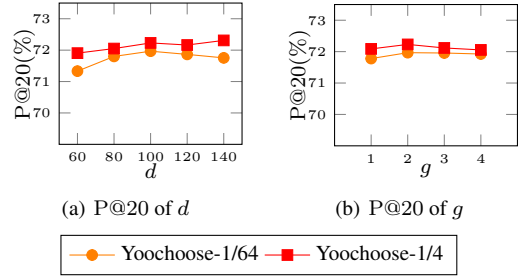 P@20(%)
73
72
71
70
60 80 100 120 140
d
(a) P@20 of d
P@20(%)
73
72
71
70
1 2 3 4
g
(b) P@20 of g
Yoochoose-1/64 Yoochoose-1/4